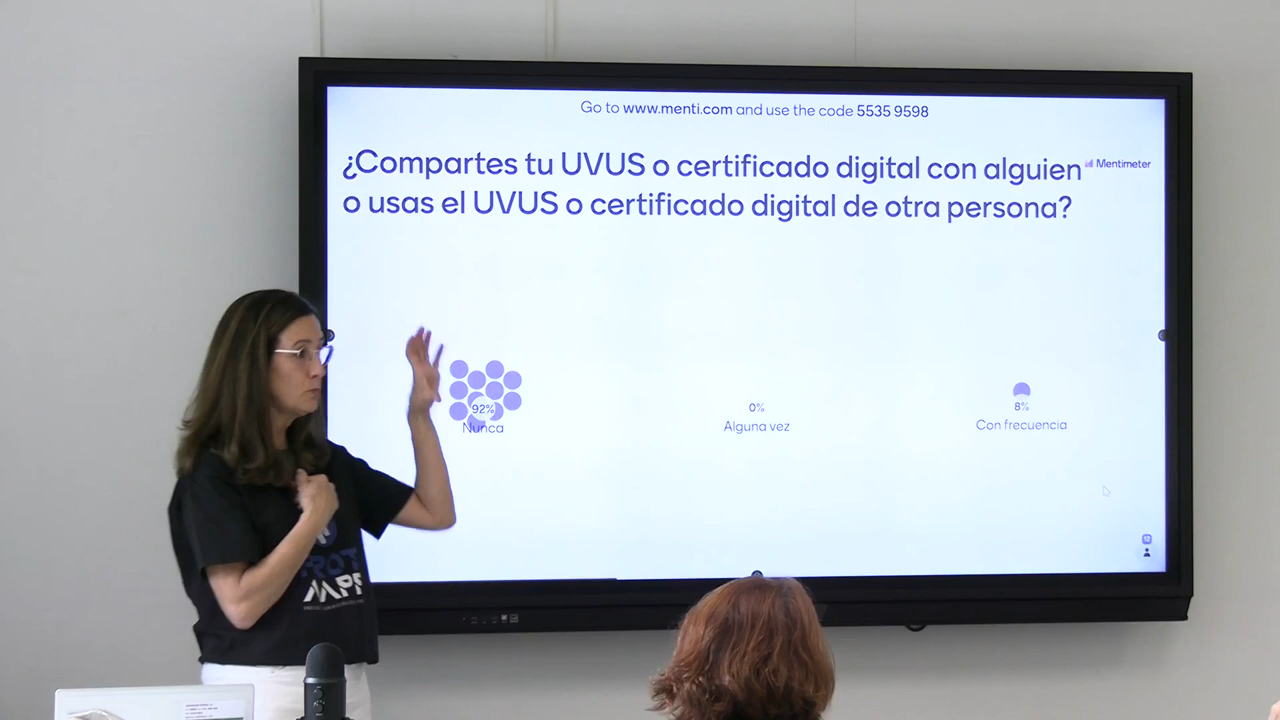 Go to www.menti.com and use the code 5535 9598
¿Compartes tu UVUS o certificado digital con alguien
o usas el UVUS o certificado digital de otra persona?
Mentimeter
92%
Nunca
0%
Alguna vez
8%
Con frecuencia
12